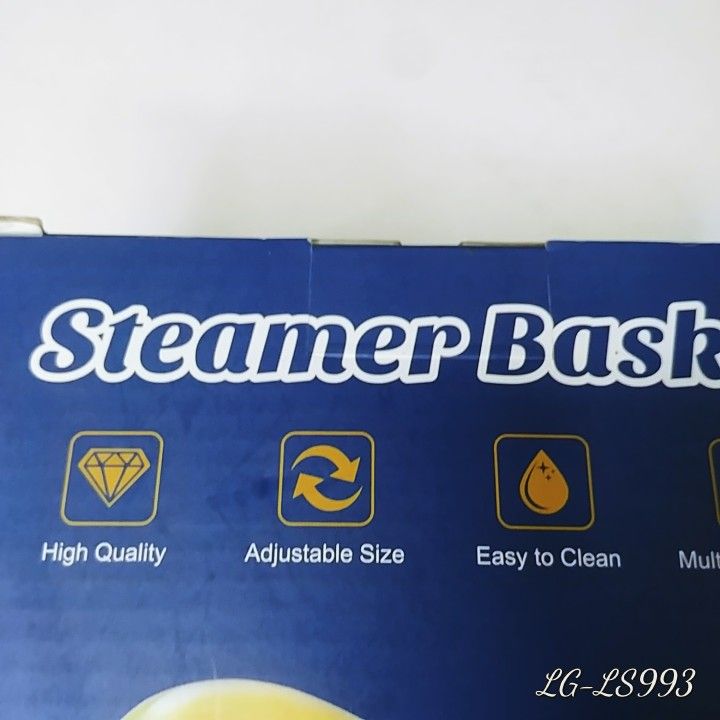 Steamer Bask
High Quality
Adjustable Size
Easy to Clean
Mult
LG-LS993